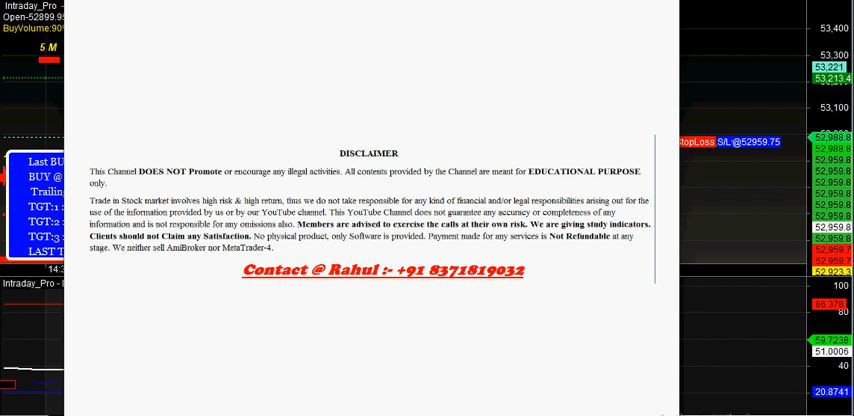 Intraday_Pro -
Open-52899.95
BuyVolume:90%
5 M
Last BU
BUY @
Trailin
TGT:1 :
TGT:2 :
TGT:3 :
LAST T
14:3
Intraday_Pro -
DISCLAIMER
This Channel DOES NOT Promote or encourage any illegal activities. All contents provided by the Channel are meant for EDUCATIONAL PURPOSE
only.
Trade in Stock market involves high risk & high return, thus we do not take responsible for any kind of financial and/or legal responsibilities arising out for the
use of the information provided by us or by our YouTube channel. This YouTube Channel does not guarantee any accuracy or completeness of any
information and is not responsible for any omissions also. Members are advised to exercise the calls at their own risk. We are giving study indicators.
Clients should not Claim any Satisfaction. No physical product, only Software is provided. Payment made for any services is Not Refundable at any
stage. We neither sell AmiBroker nor MetaTrader-4.
Contact @ Rahul :- +91 8371819032
StopLoss S/L:@52959.75
53,400
53,300
53,221
53,213.4
53,100
52,988.8
52,988.8
52,959.8
52,959.8
52,959.8
52,959.8
52,959.8
52,959.8
52,959.8
52,959.7
52,959.7
52,923.3
100
86.378
80
59.7238
51.0006
40
20.8741